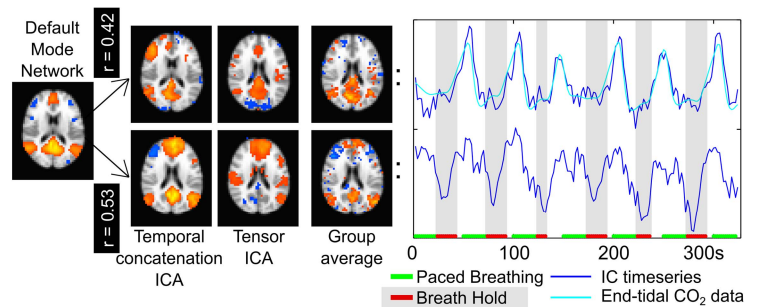 Default
Mode
Network
r = 0.42
r = 0.53
Temporal
concatenation
ICA
Tensor
ICA
Group
average
:
:
0
100
200
300s
Paced Breathing
IC timeseries
Breath Hold
End-tidal CO₂ data